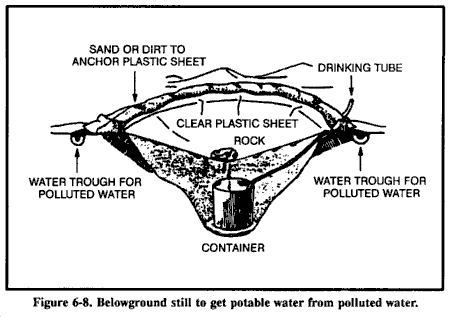 SAND OR DIRT TO
ANCHOR PLASTIC SHEET
DRINKING TUBE
CLEAR PLASTIC SHEET
ROCK
WATER TROUGH FOR
POLLUTED WATER
WATER TROUGH FOR
POLLUTED WATER
CONTAINER
Figure 6-8. Belowground still to get potable water from polluted water.